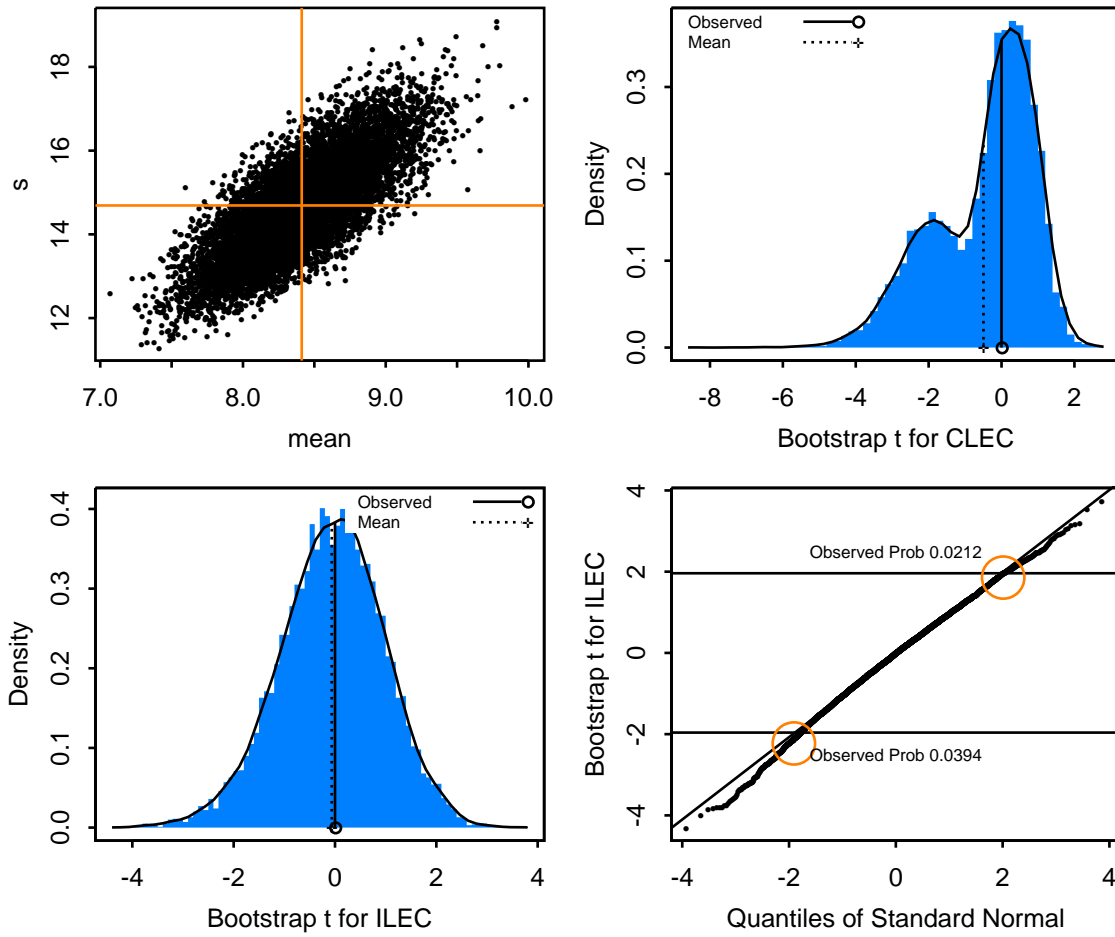 s
12 14 16 18
7.0 8.0 9.0 10.0
mean
Observed
Mean
Density
0.0 0.1 0.2 0.3
-8 -6 -4 -2 0 2
Bootstrap t for CLEC
Observed
Mean
Density
0.0 0.1 0.2 0.3 0.4
-4 -2 0 2 4
Bootstrap t for ILEC
Bootstrap t for ILEC
-4 -2 0 2 4
Observed Prob 0.0212
Observed Prob 0.0394
-4 -2 0 2 4
Quantiles of Standard Normal